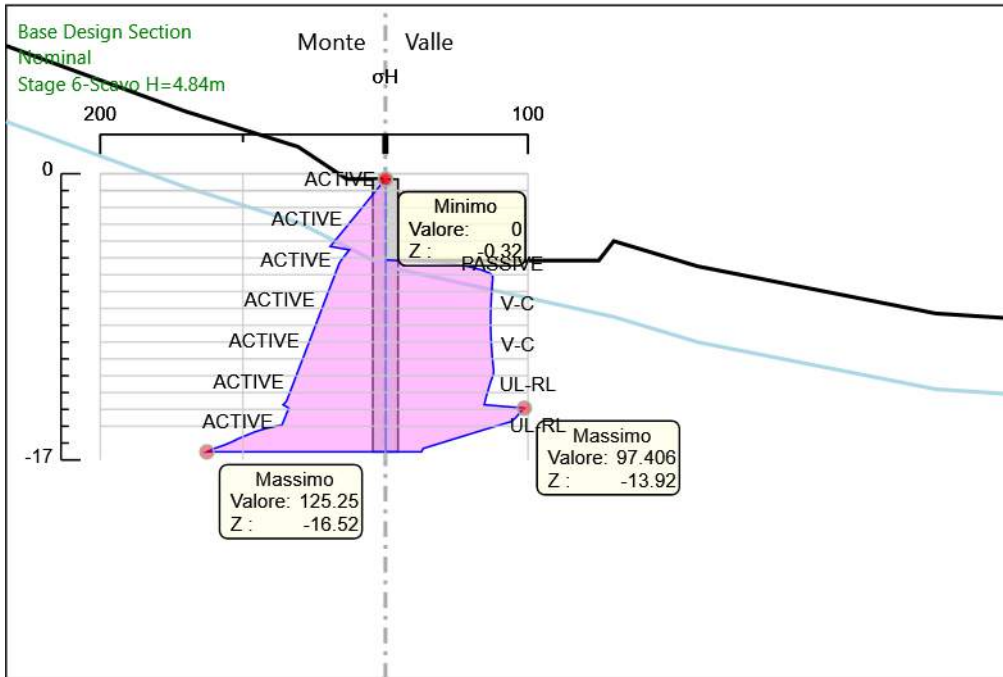 Base Design Section
Nominal
Stage 6-Scavo H=4.84m
Monte Valle
σH
200 100
0
ACTIVE
Minimo
Valore: 0
Z : -0.32
ACTIVE
ACTIVE
PASSIVE
ACTIVE
V-C
ACTIVE
V-C
ACTIVE
UL-RL
ACTIVE
UL-RL
-17
Massimo
Valore: 97.406
Z : -13.92
Massimo
Valore: 125.25
Z : -16.52